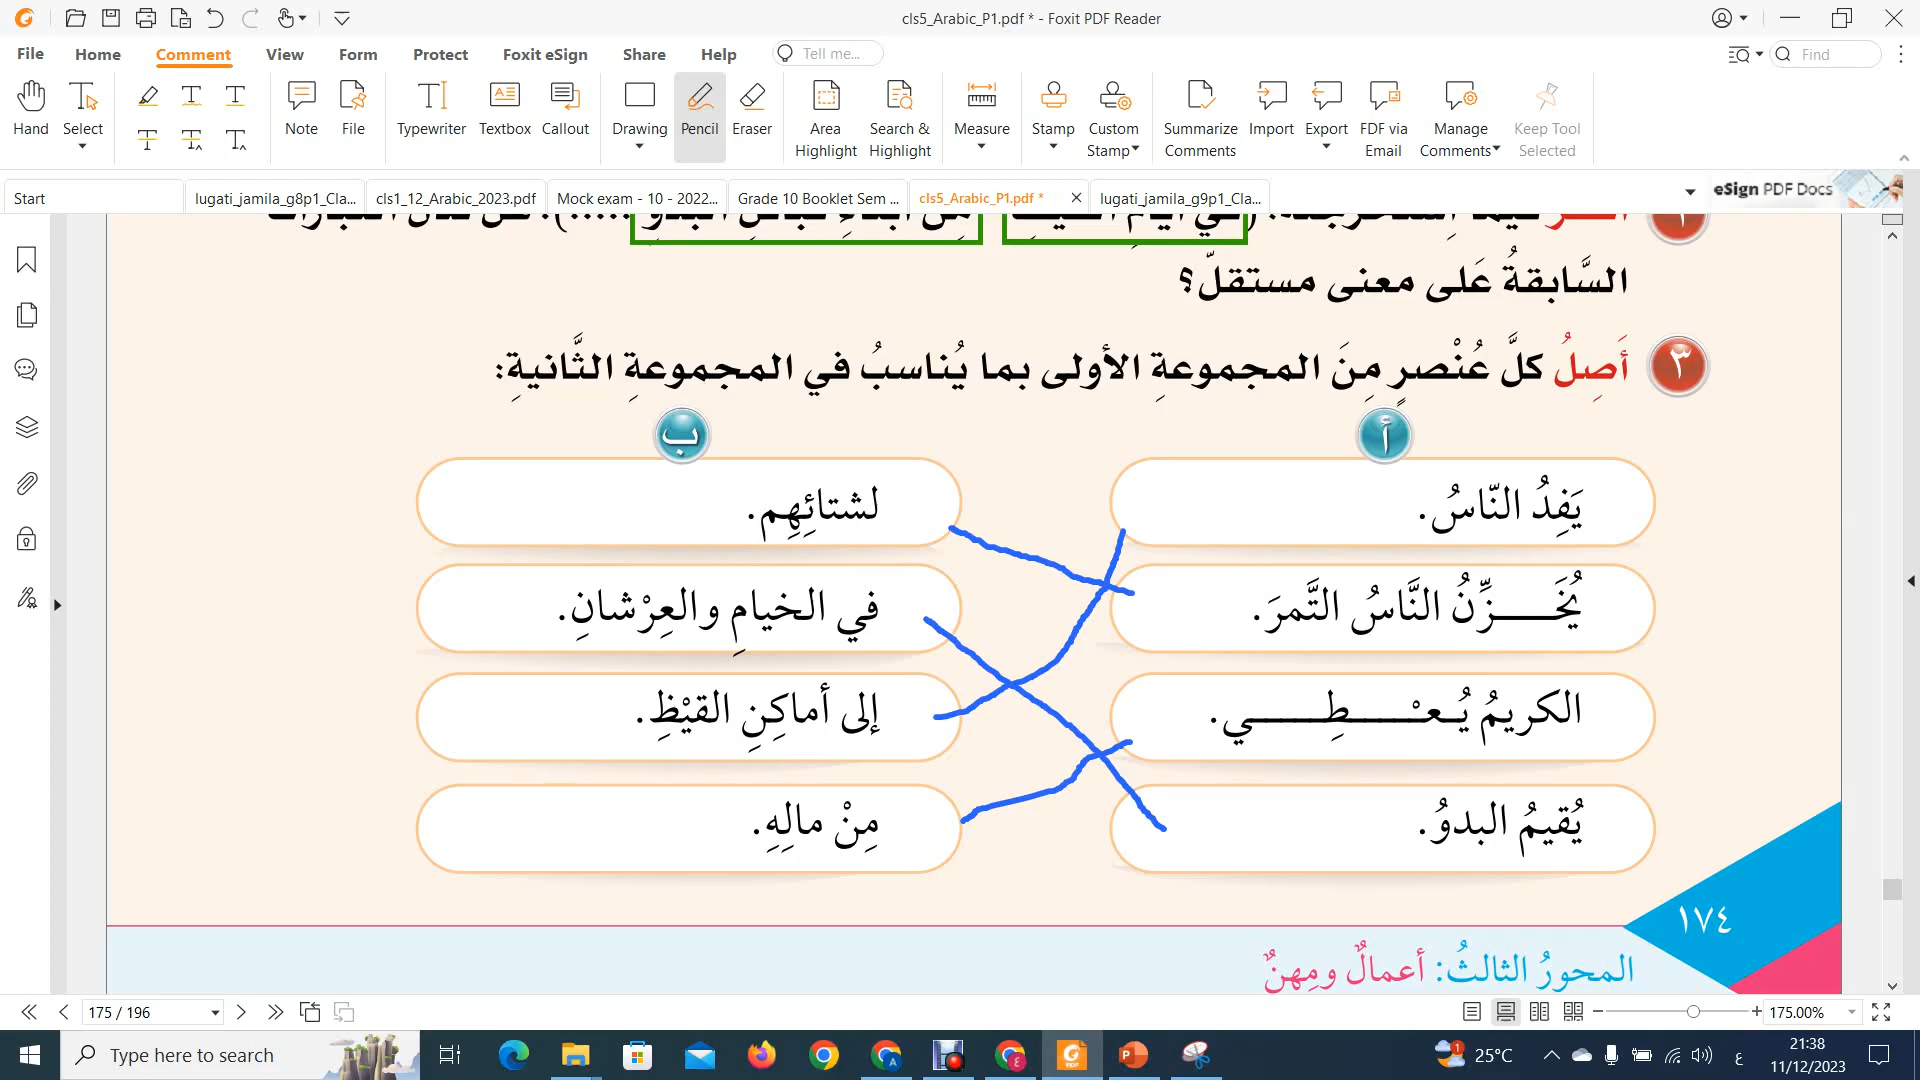 cls5_Arabic_P1.pdf * - Foxit PDF Reader
File Home Comment View Form Protect Foxit eSign Share Help Tell me... Find
Hand Select Note File Typewriter Textbox Callout Drawing Pencil Eraser Area Highlight Search & Highlight Measure Stamp Custom Stamp Summarize Comments Import Export FDF via Email Manage Comments Keep Tool Selected
Start lugati_jamila_g8p1_Cla... cls1_12_Arabic_2023.pdf Mock exam - 10 - 2022... Grade 10 Booklet Sem ... cls5_Arabic_P1.pdf * lugati_jamila_g9p1_Cla... eSign PDF Docs
السَّابقةُ عَلى معنى مستقلّ؟
٣ أَصِلُ كلَّ عُنْصرٍ مِنَ المجموعةِ الأولى بما يُناسبُ في المجموعةِ الثَّانيةِ:
أ ب
يَفِدُ النّاسُ. لشتائِهِم.
يُخَـــزِّنُ النَّاسُ التَّمرَ. في الخيامِ والعِرْشانِ.
الكريمُ يُـعـْـــطِـــــي. إلى أماكِنِ القيْظِ.
يُقيمُ البدوُ. مِنْ مالِهِ.
١٧٤
المحورُ الثالثُ: أعمالٌ ومِهنٌ
175 / 196 175.00%
Type here to search 25°C ع 21:38
11/12/2023